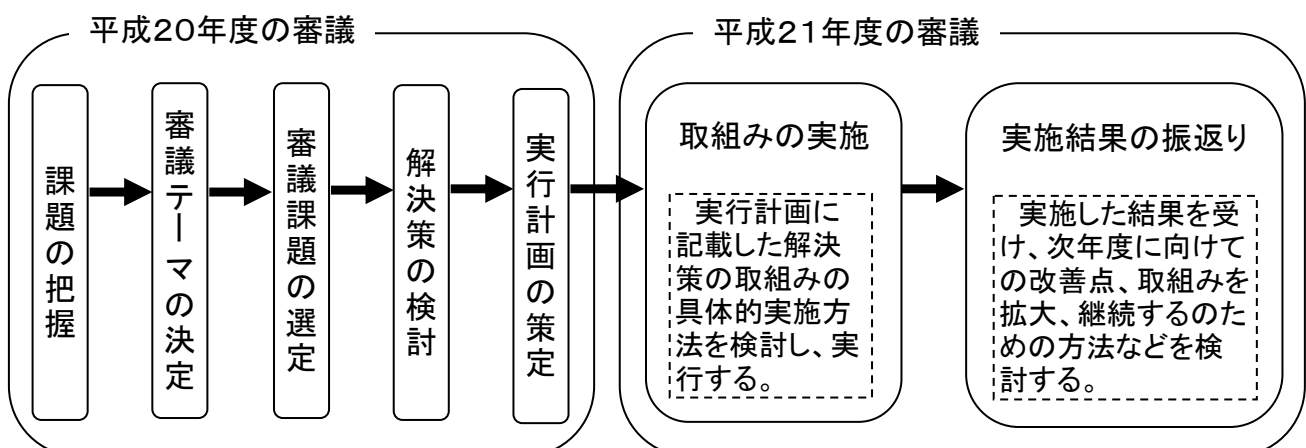 平成20年度の審議
課題の把握
審議テーマの決定
審議課題の選定
解決策の検討
実行計画の策定
平成21年度の審議
取組みの実施
実行計画に
記載した解決
策の取組みの
具体的実施方
法を検討し、実
行する。
実施結果の振返り
実施した結果を受
け、次年度に向けて
の改善点、取組みを
拡大、継続するのた
めの方法などを検
討する。